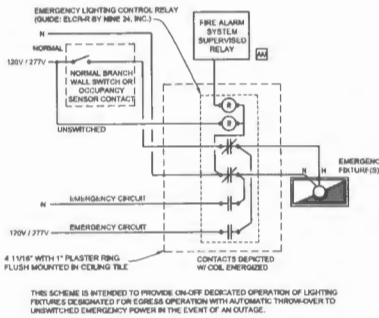 EMERGENCY LIGHTING CONTROL RELAY
(GUIDE: ELCR-R BY NINE 24, INC.)
FIRE ALARM
SYSTEM
SUPERVISED
RELAY
N
NORMAL
120V / 277V
NORMAL BRANCH
WALL SWITCH OR
OCCUPANCY
SENSOR CONTACT
R
R
UNSWITCHED
N
H
EMERGENCY
FIXTURE(S)
EMERGENCY CIRCUIT
N
EMERGENCY CIRCUIT
120V / 277V
4 11/16" WITH 1" PLASTER RING
FLUSH MOUNTED IN CEILING TILE
CONTACTS DEPICTED
W/ COIL ENERGIZED
THIS SCHEME IS INTENDED TO PROVIDE ON-OFF DEDICATED OPERATION OF LIGHTING
FIXTURES DESIGNATED FOR EGRESS OPERATION WITH AUTOMATIC THROW-OVER TO
UNSWITCHED EMERGENCY POWER IN THE EVENT OF AN OUTAGE.